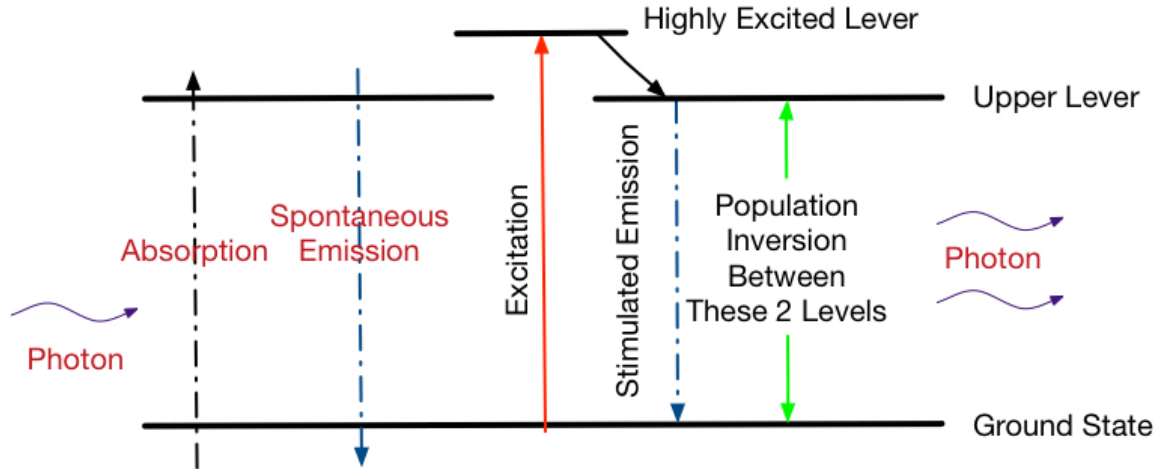 Highly Excited Lever
Upper Lever
Absorption
Spontaneous
Emission
Excitation
Stimulated Emission
Population
Inversion
Between
These 2 Levels
Photon
Photon
Ground State